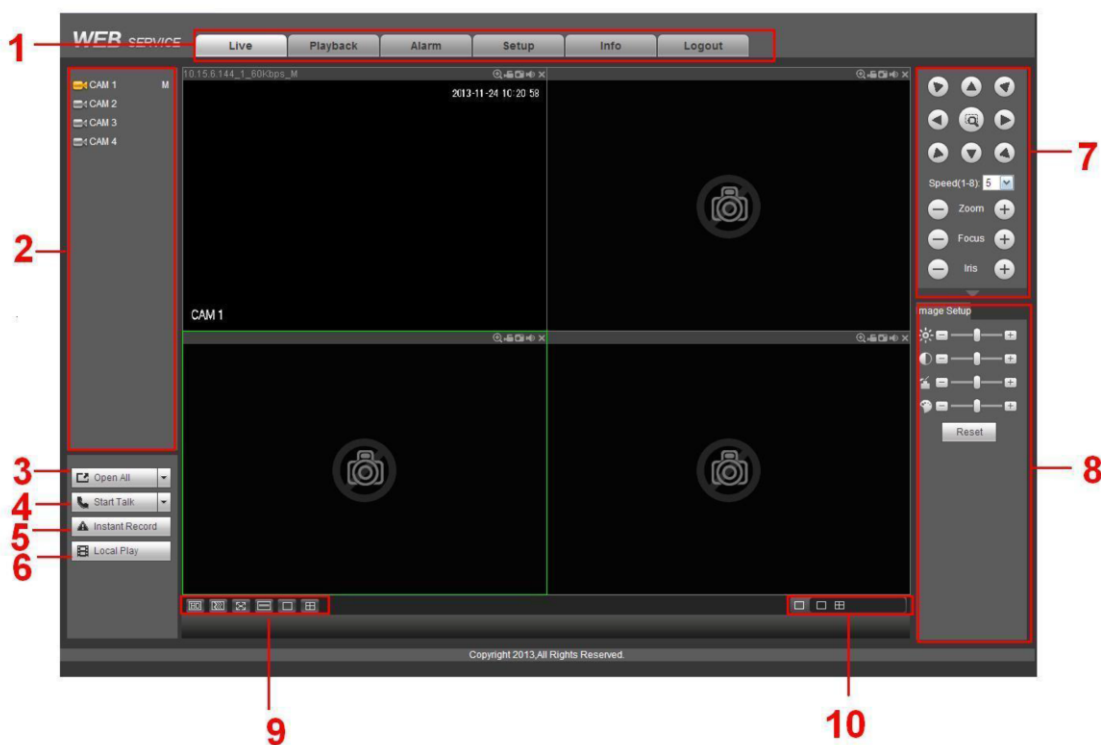 WEB SERVICE
Live Playback Alarm Setup Info Logout
1
CAM 1 M
CAM 2
CAM 3
CAM 4
2
10.15.6.144_1_60Kbps_M
2013-11-24 10:20:58
CAM 1
Speed(1-8): 5
Zoom
Focus
Iris
7
mage Setup
Reset
8
3 Open All
4 Start Talk
5 Instant Record
6 Local Play
Copyright 2013,All Rights Reserved.
9
10